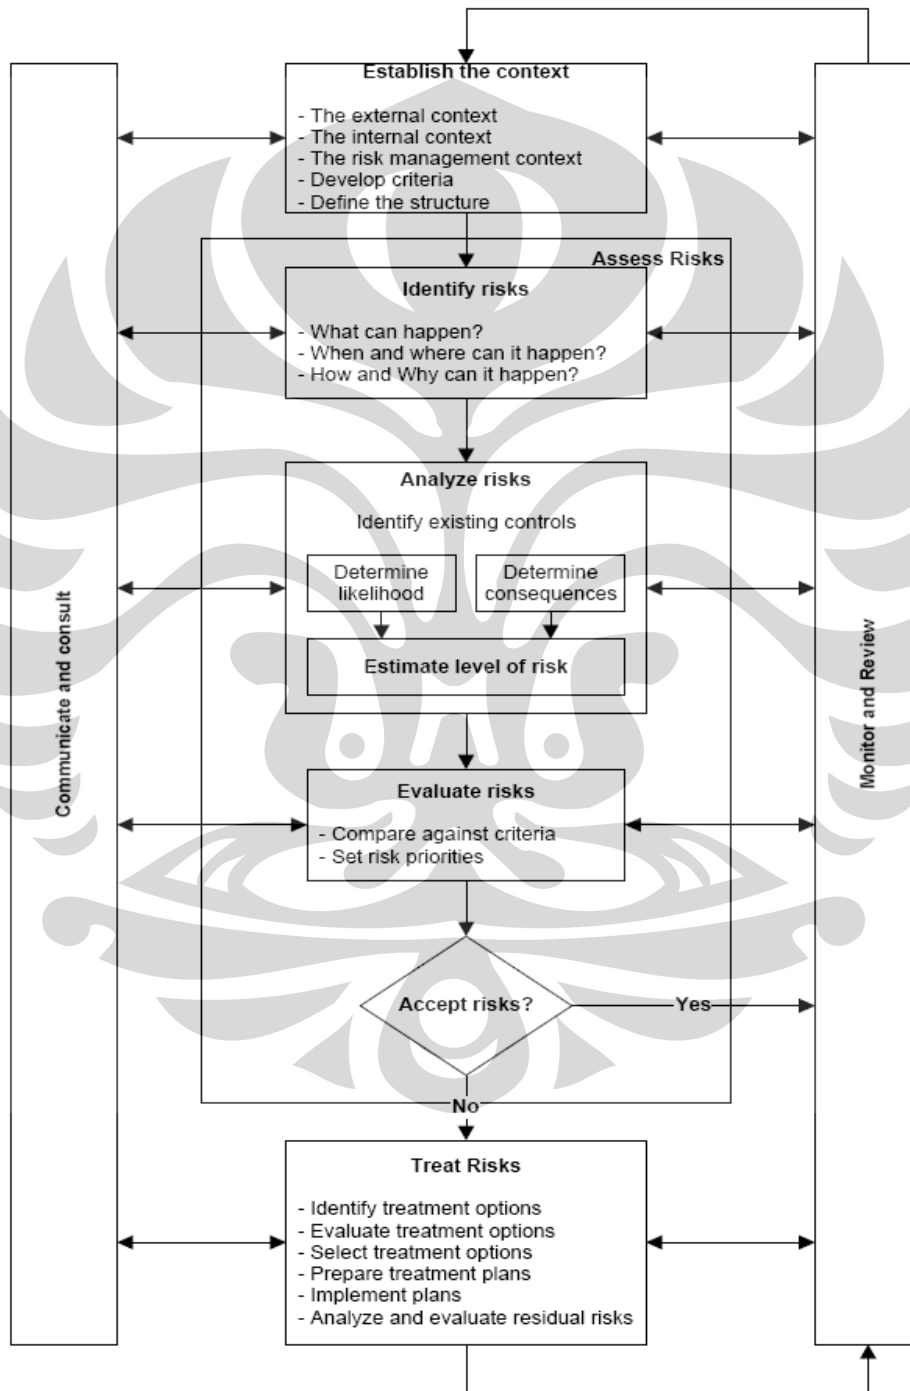 Establish the context
- The external context
- The internal context
- The risk management context
- Develop criteria
- Define the structure
Assess Risks
Identify risks
- What can happen?
- When and where can it happen?
- How and Why can it happen?
Analyze risks
Identify existing controls
Determine
likelihood
Determine
consequences
Estimate level of risk
Communicate and consult
Monitor and Review
Evaluate risks
- Compare against criteria
- Set risk priorities
Accept risks?
Yes
No
Treat Risks
- Identify treatment options
- Evaluate treatment options
- Select treatment options
- Prepare treatment plans
- Implement plans
- Analyze and evaluate residual risks